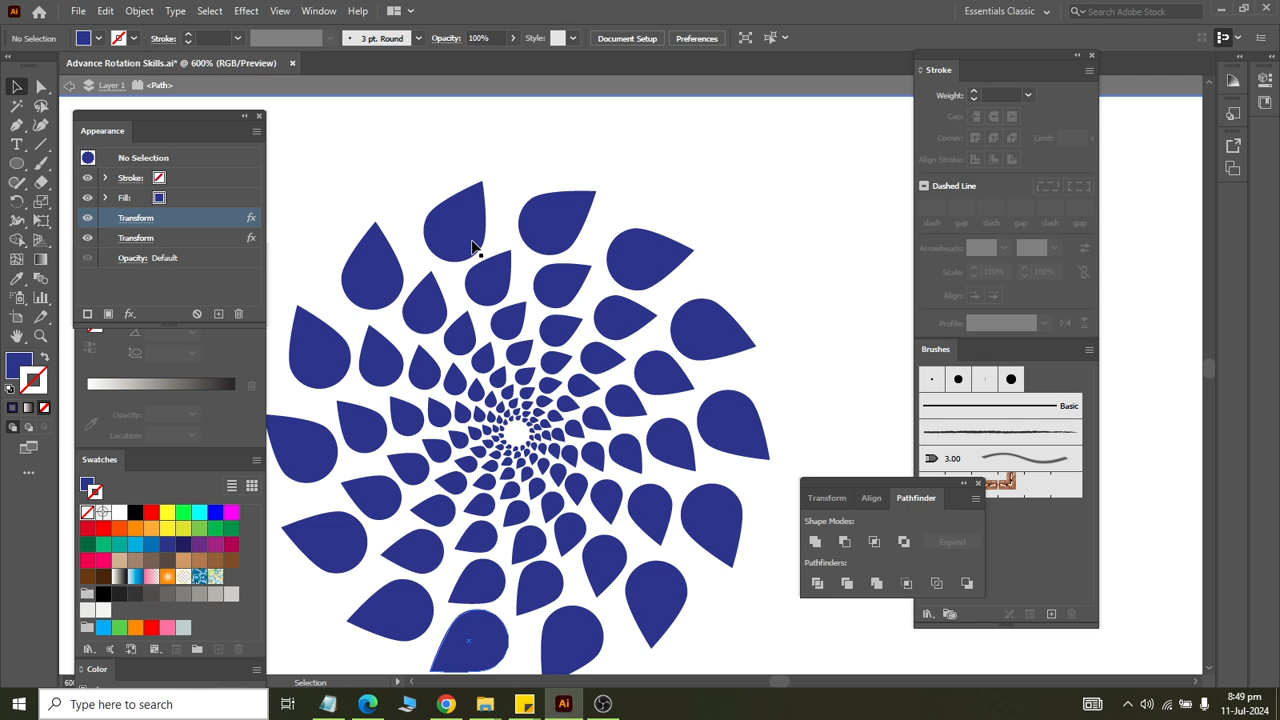 Ai File Edit Object Type Select Effect View Window Help Essentials Classic Search Adobe Stock
No Selection Stroke: 3 pt. Round Opacity: 100% Style: Document Setup Preferences
Advance Rotation Skills.ai* @ 600% (RGB/Preview)
Layer 1 <Path>
Appearance
No Selection
Stroke:
Fill:
Transform fx
Transform fx
Opacity: Default
fx.
Opacity:
Location:
Swatches
Color
Stroke
Weight:
Cap:
Corner: Limit: x
Align Stroke:
Dashed Line
dash gap dash gap dash gap
Arrowheads:
Scale: 100% 100%
Align:
Profile:
Brushes
Basic
3.00
Transform Align Pathfinder
Shape Modes:
Expand
Pathfinders:
Selection
Type here to search
Ai
8:49 pm
11-Jul-2024